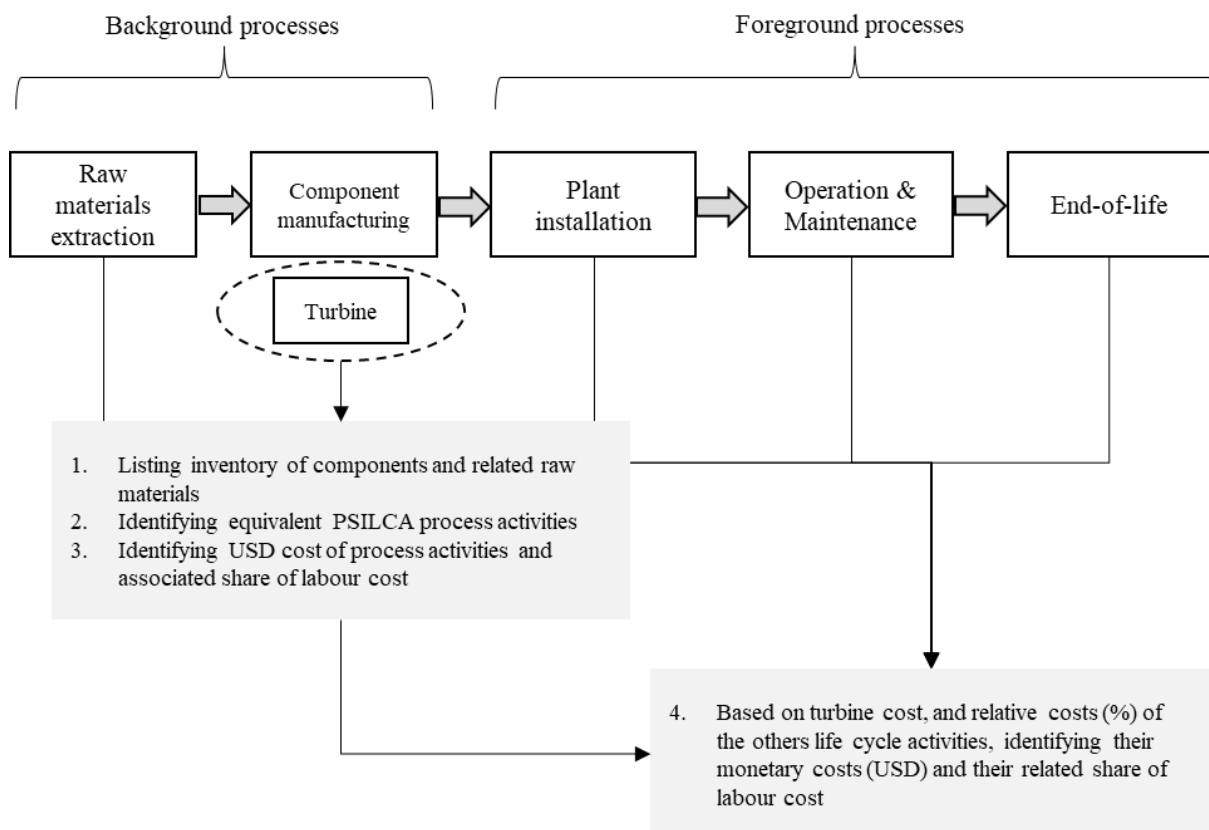 Background processes
Foreground processes
Raw
materials
extraction
Component
manufacturing
Plant
installation
Operation &
Maintenance
End-of-life
Turbine
1. Listing inventory of components and related raw
materials
2. Identifying equivalent PSILCA process activities
3. Identifying USD cost of process activities and
associated share of labour cost
4. Based on turbine cost, and relative costs (%) of
the others life cycle activities, identifying their
monetary costs (USD) and their related share of
labour cost